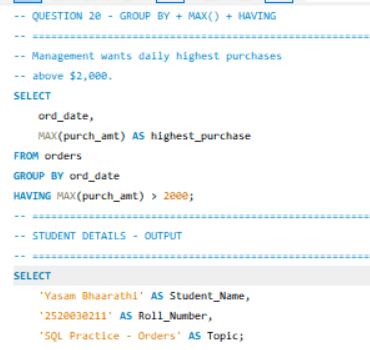 -- QUESTION 20 - GROUP BY + MAX() + HAVING
-- ==================================================
-- Management wants daily highest purchases
-- above $2,000.
SELECT
    ord_date,
    MAX(purch_amt) AS highest_purchase
FROM orders
GROUP BY ord_date
HAVING MAX(purch_amt) > 2000;
-- ==================================================
-- STUDENT DETAILS - OUTPUT
-- ==================================================
SELECT
    'Yasam Bhaarathi' AS Student_Name,
    '2520030211' AS Roll_Number,
    'SQL Practice - Orders' AS Topic;